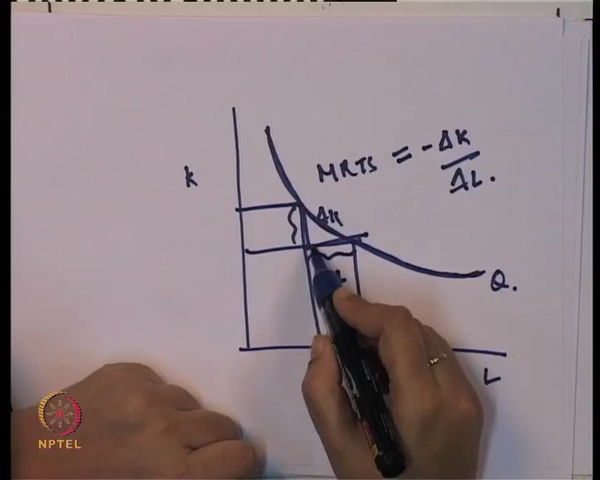 K
MRTS = -ΔK/ΔL.
ΔK
Q.
L
NPTEL